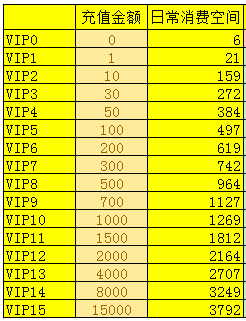 充值金额 日常消费空间
VIP0 0 6
VIP1 1 21
VIP2 10 159
VIP3 30 272
VIP4 50 384
VIP5 100 497
VIP6 200 619
VIP7 300 742
VIP8 500 964
VIP9 700 1127
VIP10 1000 1269
VIP11 1500 1812
VIP12 2000 2164
VIP13 4000 2707
VIP14 8000 3249
VIP15 15000 3792